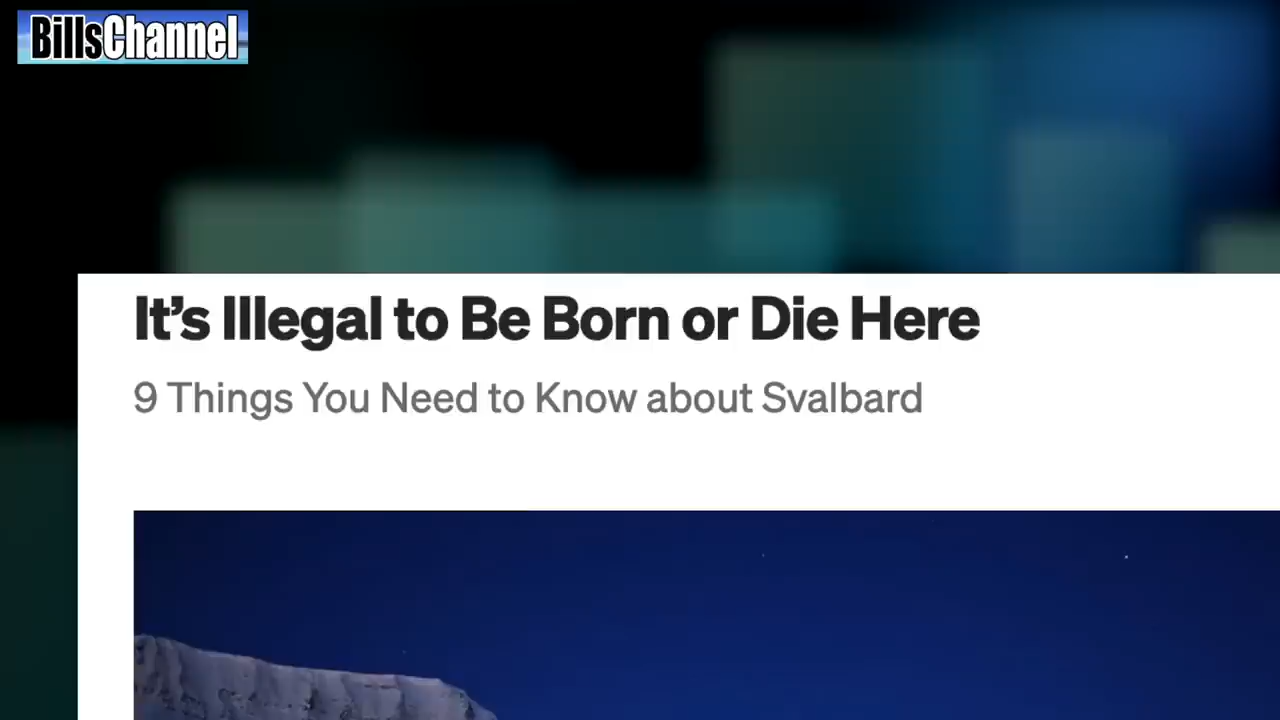 BillsChannel
It's Illegal to Be Born or Die Here
9 Things You Need to Know about Svalbard